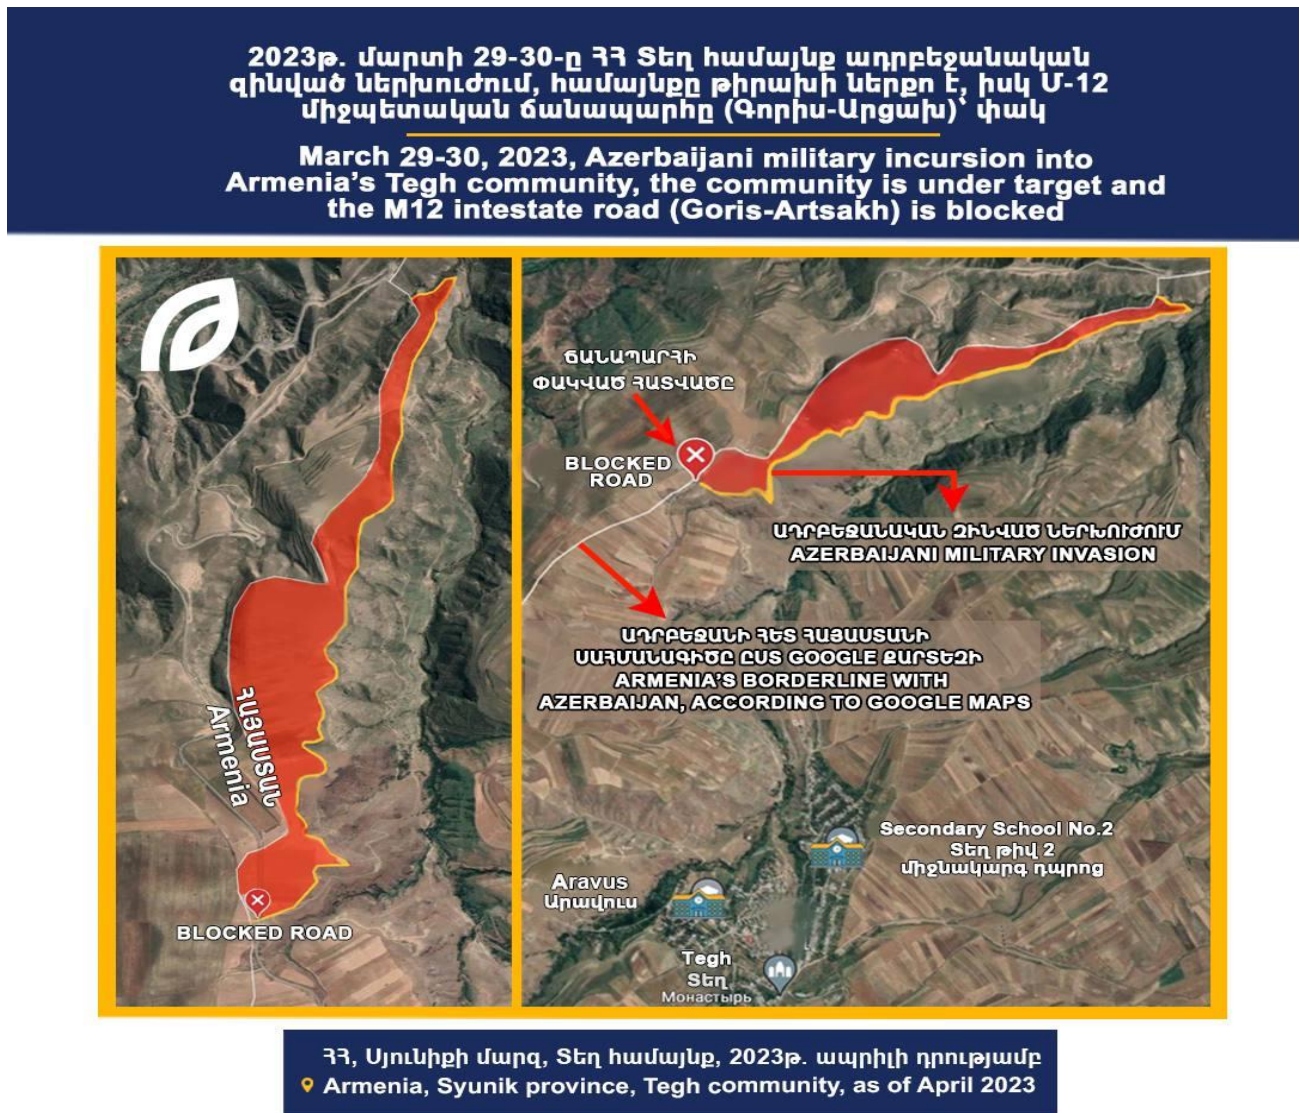 2023թ. մարտի 29-30-ը ՀՀ Տեղ համայնք ադրբեջանական
զինված ներխուժում, համայնքը թիրախի ներքո է, իսկ Մ-12
միջպետական ճանապարհը (Գորիս-Արցախ)՝ փակ
March 29-30, 2023, Azerbaijani military incursion into
Armenia’s Tegh community, the community is under target and
the M12 intestate road (Goris-Artsakh) is blocked
ՀԱՅԱՍՏԱՆ
Armenia
BLOCKED ROAD
ՃԱՆԱՊԱՐՀԻ
ՓԱԿՎԱԾ ՀԱՏՎԱԾԸ
BLOCKED
ROAD
ԱԴՐԲԵՋԱՆԱԿԱՆ ԶԻՆՎԱԾ ՆԵՐԽՈՒԺՈՒՄ
AZERBAIJANI MILITARY INVASION
ԱԴՐԲԵՋԱՆԻ ՀԵՏ ՀԱՅԱՍՏԱՆԻ
ՍԱՀՄԱՆԱԳԻԾԸ ԸՍՏ GOOGLE ՔԱՐՏԵԶԻ
ARMENIA’S BORDERLINE WITH
AZERBAIJAN, ACCORDING TO GOOGLE MAPS
Secondary School No.2
Տեղ թիվ 2
միջնակարգ դպրոց
Aravus
Արավուս
Tegh
Տեղ
Монастырь
ՀՀ, Սյունիքի մարզ, Տեղ համայնք, 2023թ. ապրիլի դրությամբ
Armenia, Syunik province, Tegh community, as of April 2023